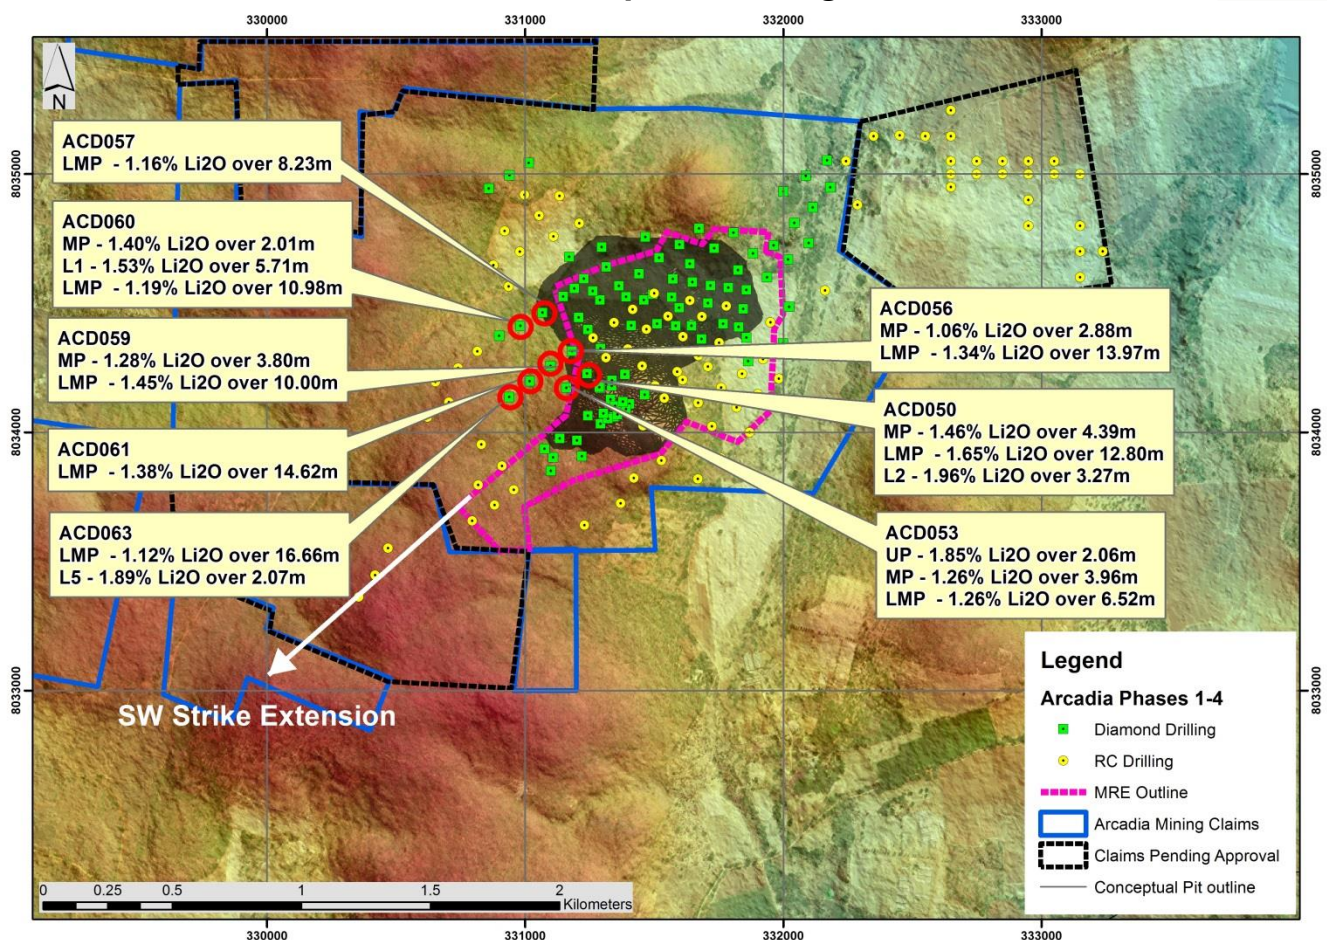 330000
331000
332000
333000
8035000
8035000
N
ACD057
LMP - 1.16% Li2O over 8.23m
ACD060
MP - 1.40% Li2O over 2.01m
L1 - 1.53% Li2O over 5.71m
LMP - 1.19% Li2O over 10.98m
ACD059
MP - 1.28% Li2O over 3.80m
LMP - 1.45% Li2O over 10.00m
ACD061
LMP - 1.38% Li2O over 14.62m
ACD063
LMP - 1.12% Li2O over 16.66m
L5 - 1.89% Li2O over 2.07m
ACD056
MP - 1.06% Li2O over 2.88m
LMP - 1.34% Li2O over 13.97m
ACD050
MP - 1.46% Li2O over 4.39m
LMP - 1.65% Li2O over 12.80m
L2 - 1.96% Li2O over 3.27m
ACD053
UP - 1.85% Li2O over 2.06m
MP - 1.26% Li2O over 3.96m
LMP - 1.26% Li2O over 6.52m
8034000
8034000
8033000
8033000
SW Strike Extension
Legend
Arcadia Phases 1-4
Diamond Drilling
RC Drilling
MRE Outline
Arcadia Mining Claims
Claims Pending Approval
Conceptual Pit outline
0 0.25 0.5 1 1.5 2
Kilometers
330000
331000
332000
333000